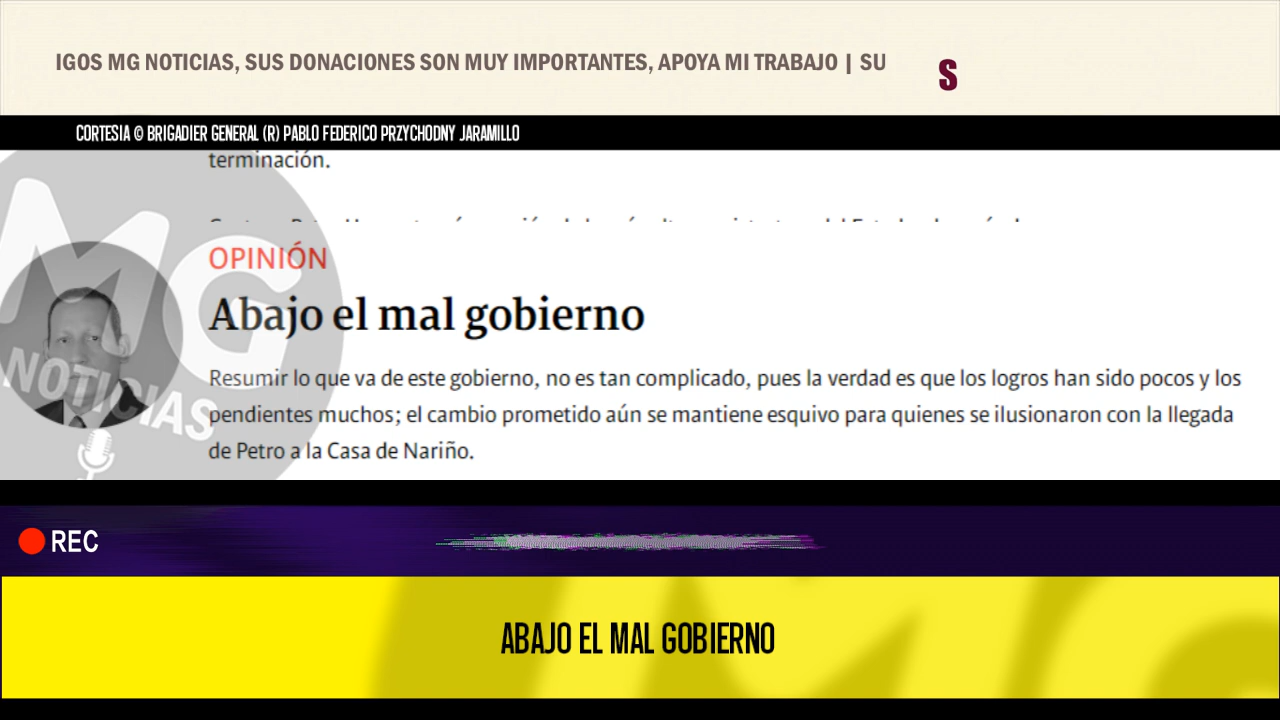 IGOS MG NOTICIAS, SUS DONACIONES SON MUY IMPORTANTES, APOYA MI TRABAJO | SU
S
CORTESIA © BRIGADIER GENERAL (R) PABLO FEDERICO PRZYCHODNY JARAMILLO
terminación.
OPINIÓN
Abajo el mal gobierno
Resumir lo que va de este gobierno, no es tan complicado, pues la verdad es que los logros han sido pocos y los
pendientes muchos; el cambio prometido aún se mantiene esquivo para quienes se ilusionaron con la llegada
de Petro a la Casa de Nariño.
MG
NOTICIAS
REC
ABAJO EL MAL GOBIERNO